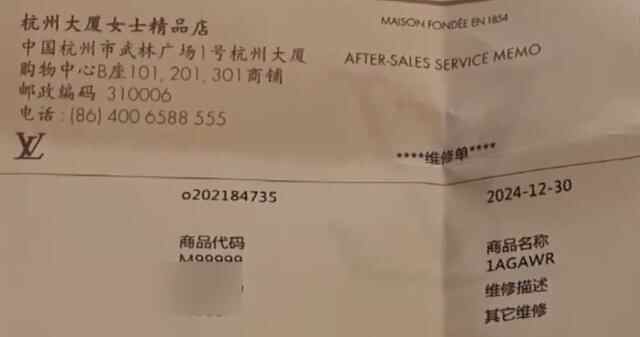 杭州大厦女士精品店
中国杭州市武林广场1号杭州大厦
购物中心B座101, 201, 301商铺
邮政编码 310006
电话:(86) 400 6588 555
LV
MAISON FONDÉE EN 1854
AFTER-SALES SERVICE MEMO
****维修单****
o202184735
2024-12-30
商品代码
M99999
商品名称
1AGAWR
维修描述
其它维修